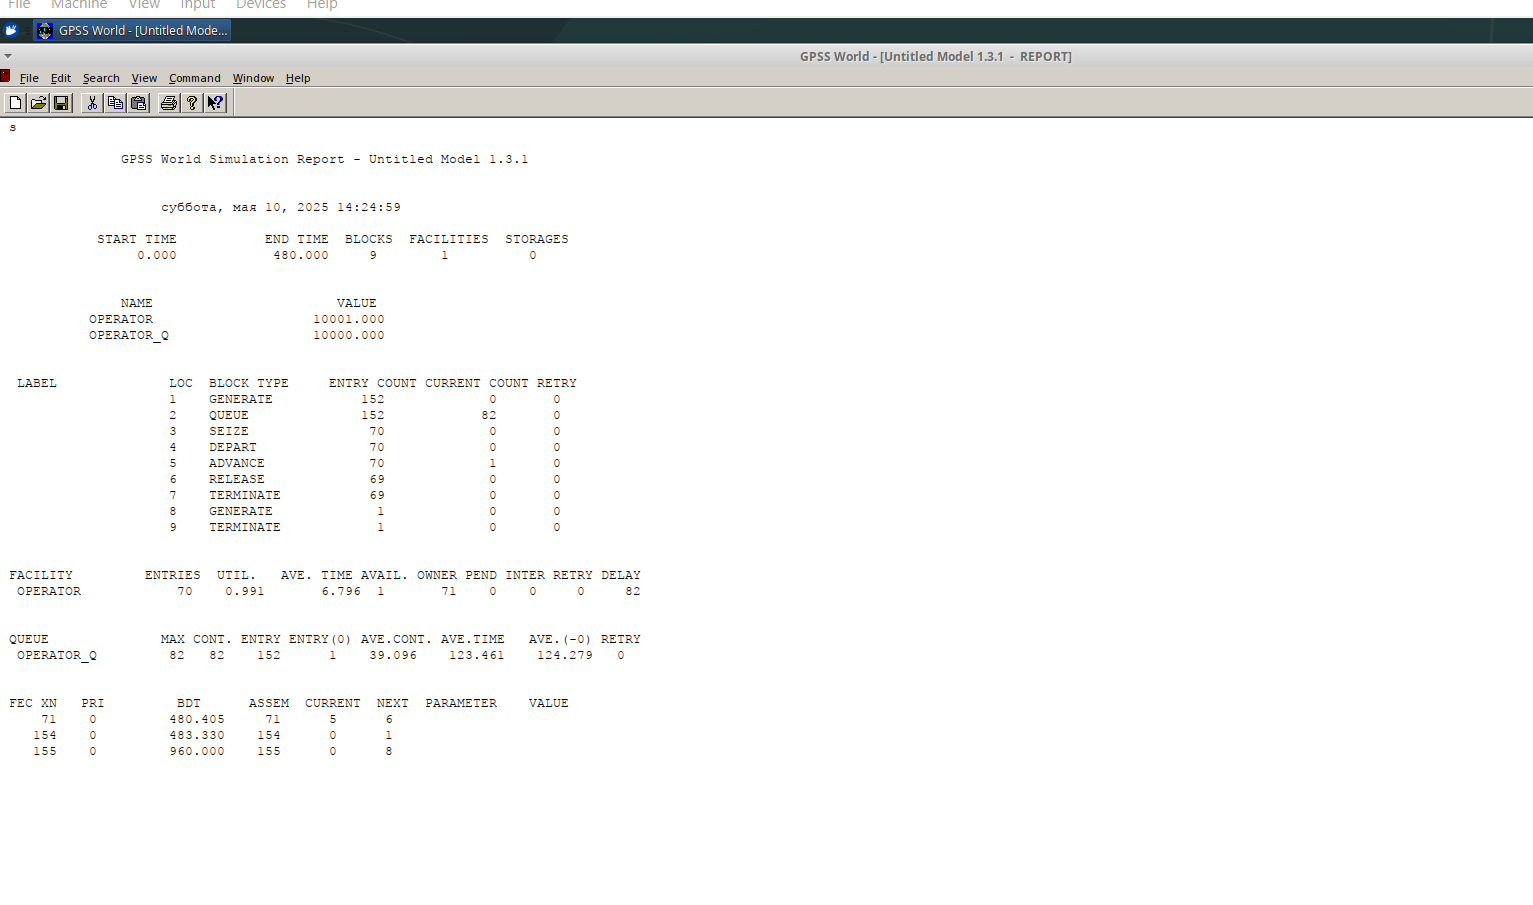 File Machine View Input Devices Help
GPSS World - [Untitled Mode...
GPSS World - [Untitled Model 1.3.1 - REPORT]
File Edit Search View Command Window Help
s
GPSS World Simulation Report - Untitled Model 1.3.1
суббота, мая 10, 2025 14:24:59
START TIME END TIME BLOCKS FACILITIES STORAGES
0.000 480.000 9 1 0
NAME VALUE
OPERATOR 10001.000
OPERATOR_Q 10000.000
LABEL LOC BLOCK TYPE ENTRY COUNT CURRENT COUNT RETRY
1 GENERATE 152 0 0
2 QUEUE 152 82 0
3 SEIZE 70 0 0
4 DEPART 70 0 0
5 ADVANCE 70 1 0
6 RELEASE 69 0 0
7 TERMINATE 69 0 0
8 GENERATE 1 0 0
9 TERMINATE 1 0 0
FACILITY ENTRIES UTIL. AVE. TIME AVAIL. OWNER PEND INTER RETRY DELAY
OPERATOR 70 0.991 6.796 1 71 0 0 0 82
QUEUE MAX CONT. ENTRY ENTRY(0) AVE.CONT. AVE.TIME AVE.(-0) RETRY
OPERATOR_Q 82 82 152 1 39.096 123.461 124.279 0
FEC XN PRI BDT ASSEM CURRENT NEXT PARAMETER VALUE
71 0 480.405 71 5 6
154 0 483.330 154 0 1
155 0 960.000 155 0 8